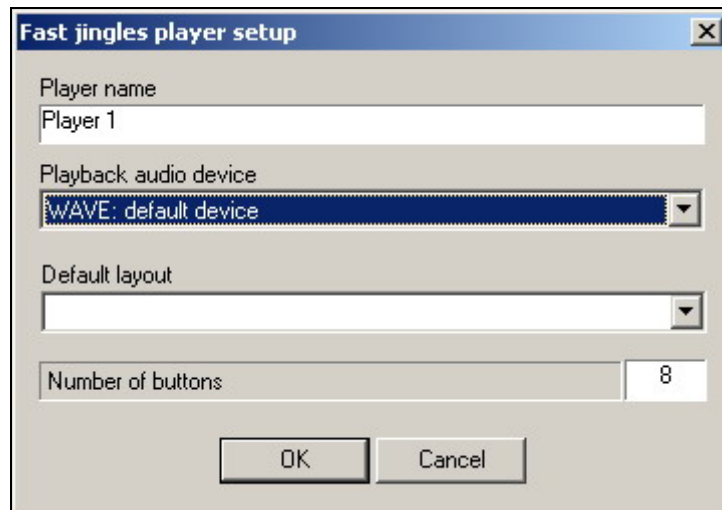 Fast jingles player setup
Player name
Player 1
Playback audio device
WAVE: default device
Default layout
Number of buttons 8
OK Cancel